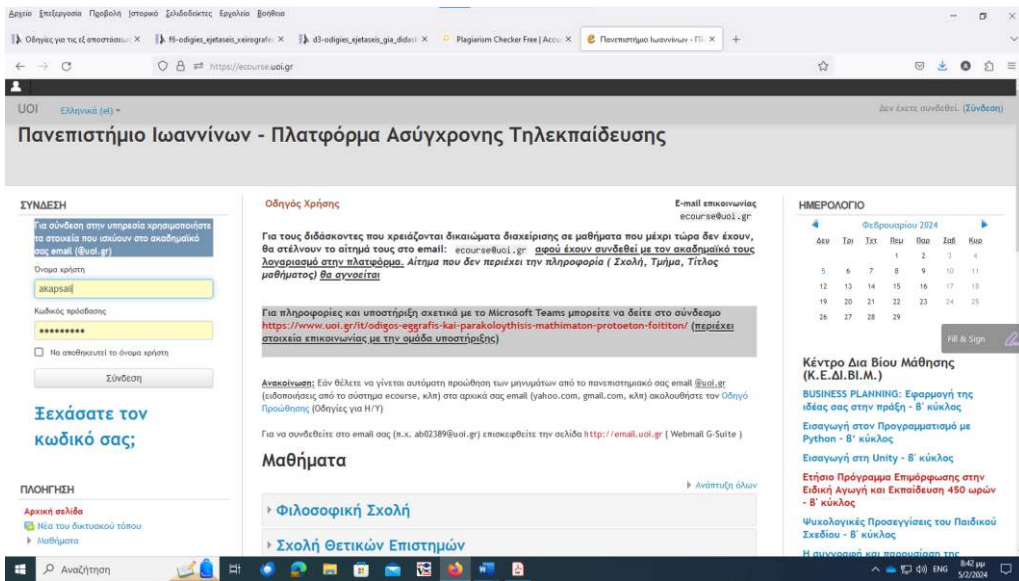 Αρχείο Επεξεργασία Προβολή Ιστορικό Σελιδοδείκτες Εργαλεία Βοήθεια
Οδηγίες για τις εξ αποστάσεως f6-odigies_ejetaseis_xeirografe d3-odigies_ejetaseis_gia_didask Plagiarism Checker Free | Accu Πανεπιστήμιο Ιωαννίνων - Πλ
https://ecourse.uoi.gr
UOI Ελληνικά (el) Δεν έχετε συνδεθεί. (Σύνδεση)
Πανεπιστήμιο Ιωαννίνων - Πλατφόρμα Ασύγχρονης Τηλεκπαίδευσης
ΣΥΝΔΕΣΗ
Για σύνδεση στην υπηρεσία χρησιμοποιήστε
τα στοιχεία που ισχύουν στο ακαδημαϊκό
σας email (@uoi.gr)
Όνομα χρήστη
akapsali
Κωδικός πρόσβασης
Να αποθηκευτεί το όνομα χρήστη
Σύνδεση
Ξεχάσατε τον
κωδικό σας;
ΠΛΟΗΓΗΣΗ
Αρχική σελίδα
Νέα του δικτυακού τόπου
Μαθήματα
Οδηγός Χρήσης
E-mail επικοινωνίας
ecourse@uoi.gr
Για τους διδάσκοντες που χρειάζονται δικαιώματα διαχείρισης σε μαθήματα που μέχρι τώρα δεν έχουν,
θα στέλνουν το αίτημά τους στο email: ecourse@uoi.gr αφού έχουν συνδεθεί με τον ακαδημαϊκό τους
λογαριασμό στην πλατφόρμα. Αίτημα που δεν περιέχει την πληροφορία ( Σχολή, Τμήμα, Τίτλος
μαθήματος) θα αγνοείται
Για πληροφορίες και υποστήριξη σχετικά με το Microsoft Teams μπορείτε να δείτε στο σύνδεσμο
https://www.uoi.gr/it/odigos-eggrafis-kai-parakoloythisis-mathimaton-protoeton-foititon/ (περιέχει
στοιχεία επικοινωνίας με την ομάδα υποστήριξης)
Ανακοίνωση: Εάν θέλετε να γίνεται αυτόματη προώθηση των μηνυμάτων από το πανεπιστημιακό σας email @uoi.gr
(ειδοποιήσεις από το σύστημα ecourse, κλπ) στα αρχικά σας email (yahoo.com, gmail.com, κλπ) ακολουθήστε τον Οδηγό
Προώθησης (Οδηγίες για Η/Υ)
Για να συνδεθείτε στο email σας (π.χ. ab02389@uoi.gr) επισκεφθείτε την σελίδα http://email.uoi.gr ( Webmail G-Suite )
Μαθήματα
Ανάπτυξη όλων
Φιλοσοφική Σχολή
Σχολή Θετικών Επιστημών
ΗΜΕΡΟΛΟΓΙΟ
Φεβρουαρίου 2024
Δευ Τρι Τετ Πεμ Παρ Σαβ Κυρ
1 2 3 4
5 6 7 8 9 10 11
12 13 14 15 16 17 18
19 20 21 22 23 24 25
26 27 28 29
Fill & Sign
Κέντρο Δια Βίου Μάθησης
(Κ.Ε.ΔΙ.ΒΙ.Μ.)
BUSINESS PLANNING: Εφαρμογή της
ιδέας σας στην πράξη - Β΄ κύκλος
Εισαγωγή στον Προγραμματισμό με
Python - Β' κύκλος
Εισαγωγή στη Unity - Β΄ κύκλος
Ετήσιο Πρόγραμμα Επιμόρφωσης στην
Ειδική Αγωγή και Εκπαίδευση 450 ωρών
- Β΄ κύκλος
Ψυχολογικές Προσεγγίσεις του Παιδικού
Σχεδίου - Β΄ κύκλος
Η συγγραφή και παρουσίαση της
Αναζήτηση
ENG
8:42 μμ
5/2/2024